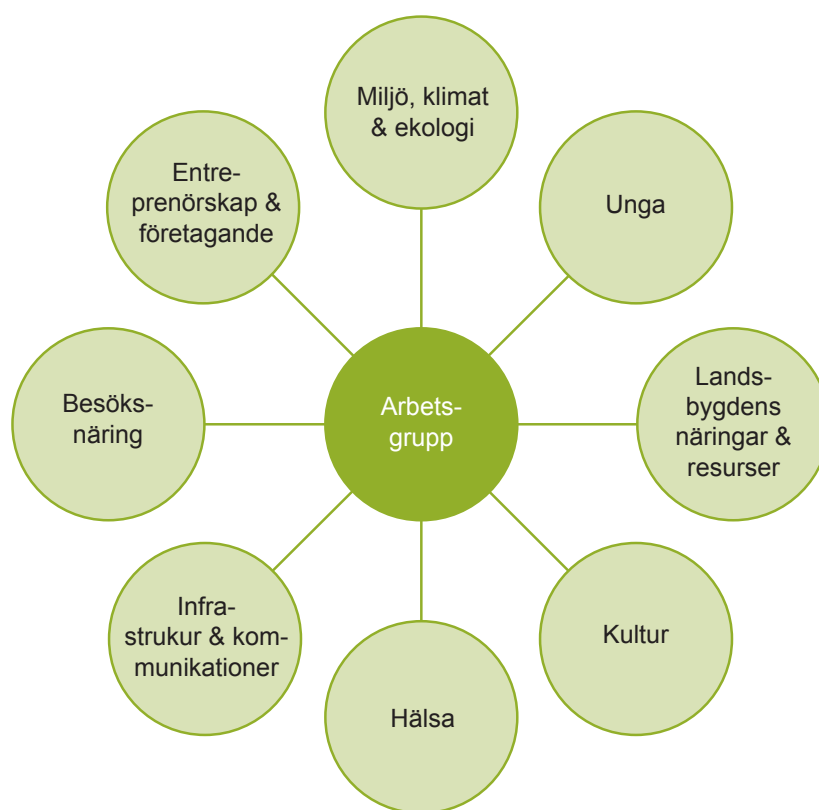 Miljö, klimat
& ekologi
Entre-
prenörskap &
företagande
Unga
Besöks-
näring
Arbets-
grupp
Lands-
bygdens
näringar &
resurser
Infra-
strukur & kom-
munikationer
Kultur
Hälsa